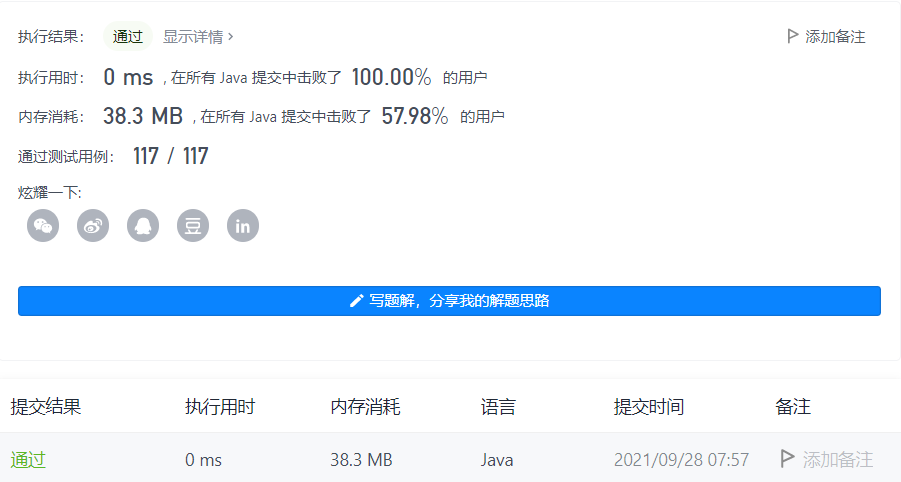 执行结果： 通过 显示详情 › 添加备注
执行用时： 0 ms , 在所有 Java 提交中击败了 100.00% 的用户
内存消耗： 38.3 MB , 在所有 Java 提交中击败了 57.98% 的用户
通过测试用例： 117 / 117
炫耀一下:
豆 in
写题解，分享我的解题思路
提交结果 执行用时 内存消耗 语言 提交时间 备注
通过 0 ms 38.3 MB Java 2021/09/28 07:57 添加备注